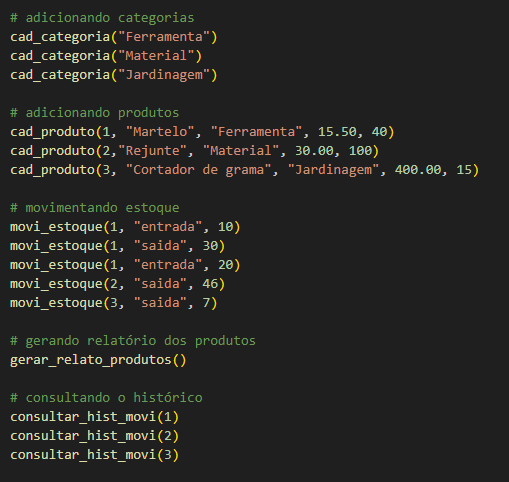 # adicionando categorias
cad_categoria("Ferramenta")
cad_categoria("Material")
cad_categoria("Jardinagem")
# adicionando produtos
cad_produto(1, "Martelo", "Ferramenta", 15.50, 40)
cad_produto(2,"Rejunte", "Material", 30.00, 100)
cad_produto(3, "Cortador de grama", "Jardinagem", 400.00, 15)
# movimentando estoque
movi_estoque(1, "entrada", 10)
movi_estoque(1, "saida", 30)
movi_estoque(1, "entrada", 20)
movi_estoque(2, "saida", 46)
movi_estoque(3, "saida", 7)
# gerando relatório dos produtos
gerar_relato_produtos()
# consultando o histórico
consultar_hist_movi(1)
consultar_hist_movi(2)
consultar_hist_movi(3)